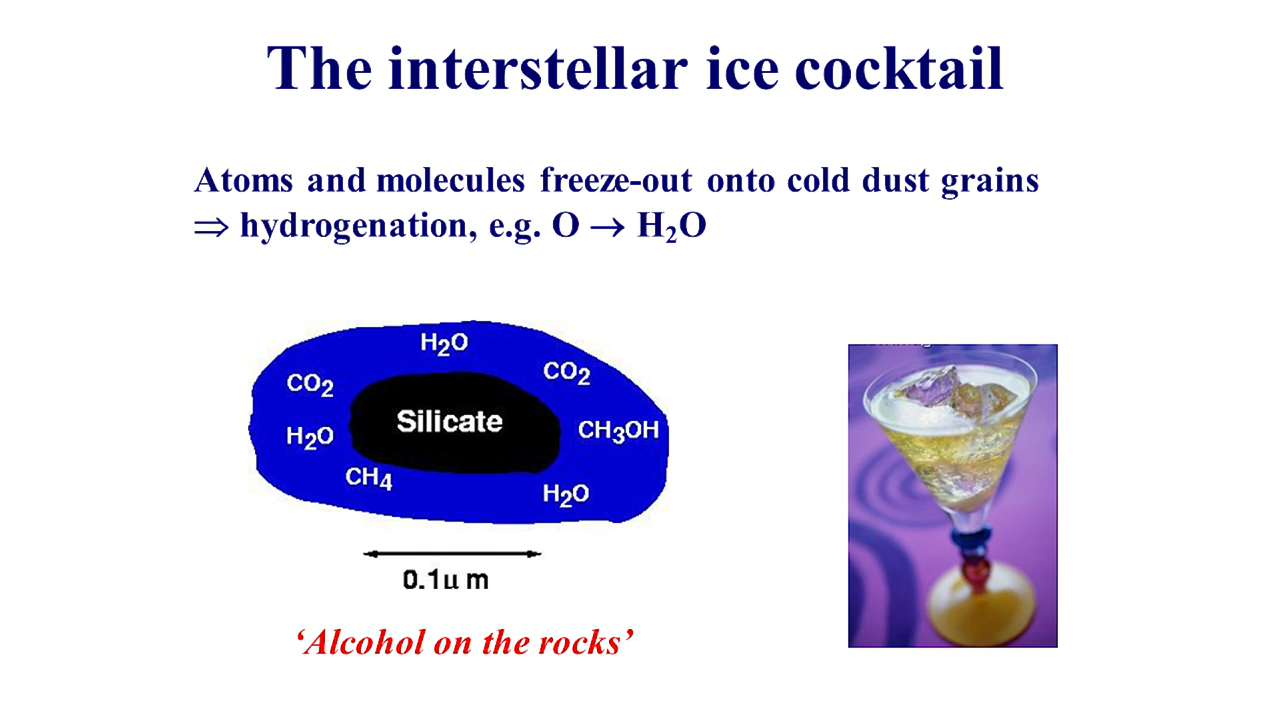 The interstellar ice cocktail
Atoms and molecules freeze-out onto cold dust grains
⇒ hydrogenation, e.g. O → H₂O
H₂O
CO₂
CO₂
Silicate
H₂O
CH₃OH
CH₄
H₂O
0.1u m
‘Alcohol on the rocks’